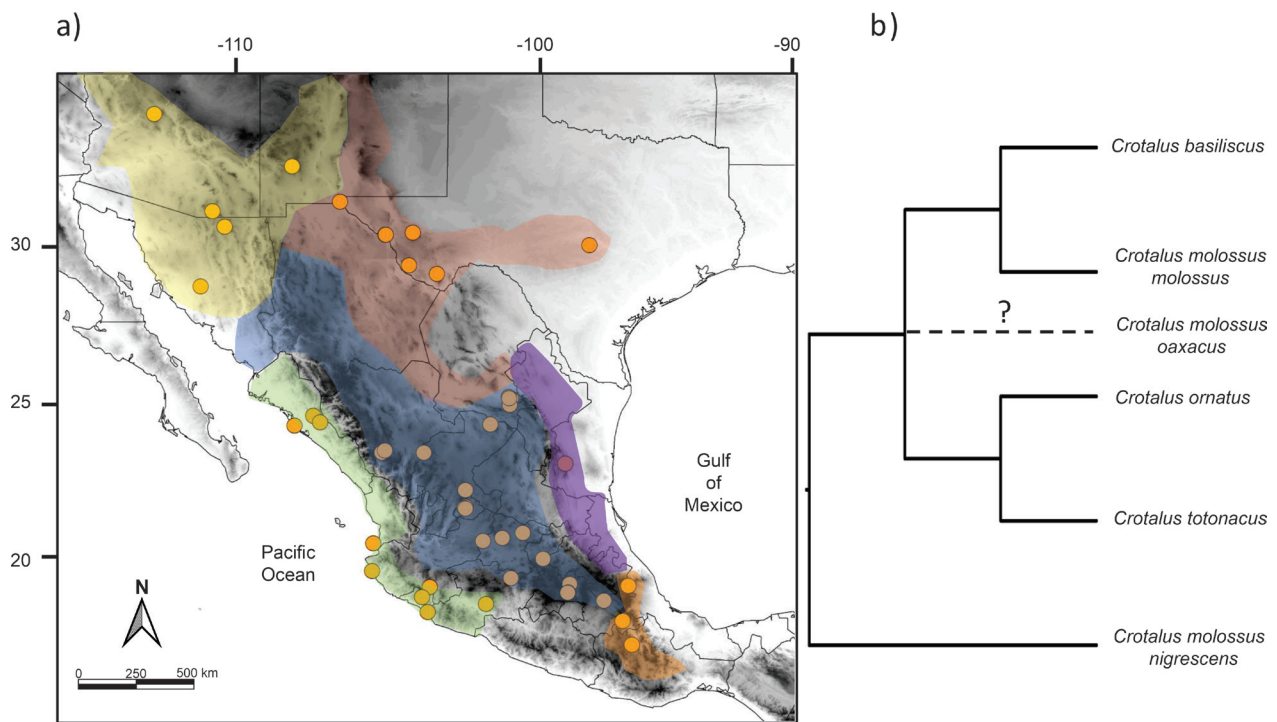 a)
b)
-110
-100
-90
30
25
20
Gulf
of
Mexico
Pacific
Ocean
N
0
250
500 km
Crotalus basiliscus
Crotalus molossus
molossus
?
Crotalus molossus
oaxacus
Crotalus ornatus
Crotalus totonacus
Crotalus molossus
nigrescens